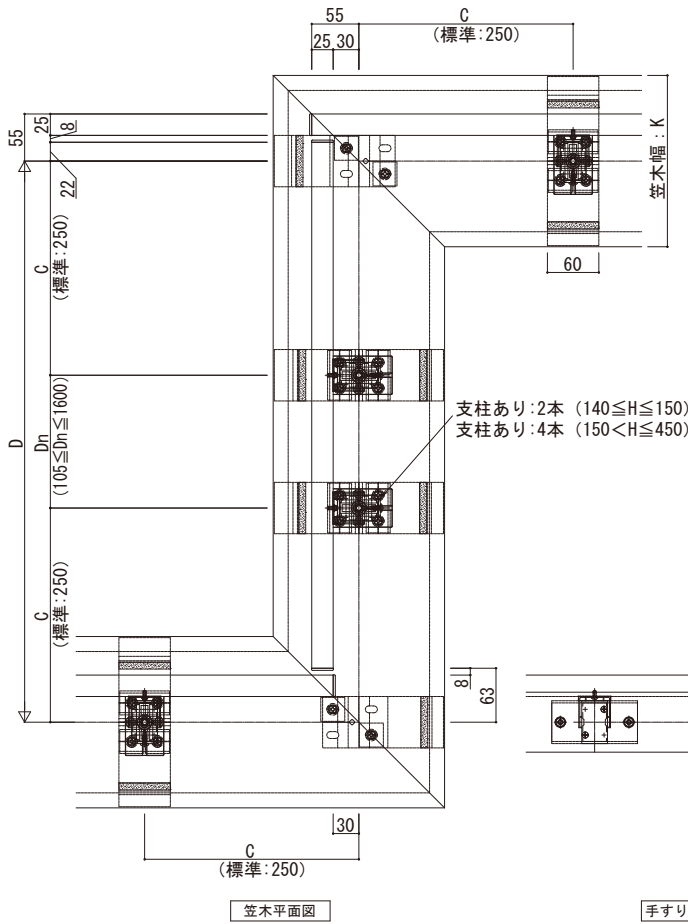 55
C
(標準:250)
25
30
55
25
8
22
笠木幅:K
60
C
(標準:250)
D
Dn
(105≦Dn≦1600)
支柱あり:2本 (140≦H≦150)
支柱あり:4本 (150<H≦450)
C
(標準:250)
8
63
30
C
(標準:250)
笠木平面図
手すり